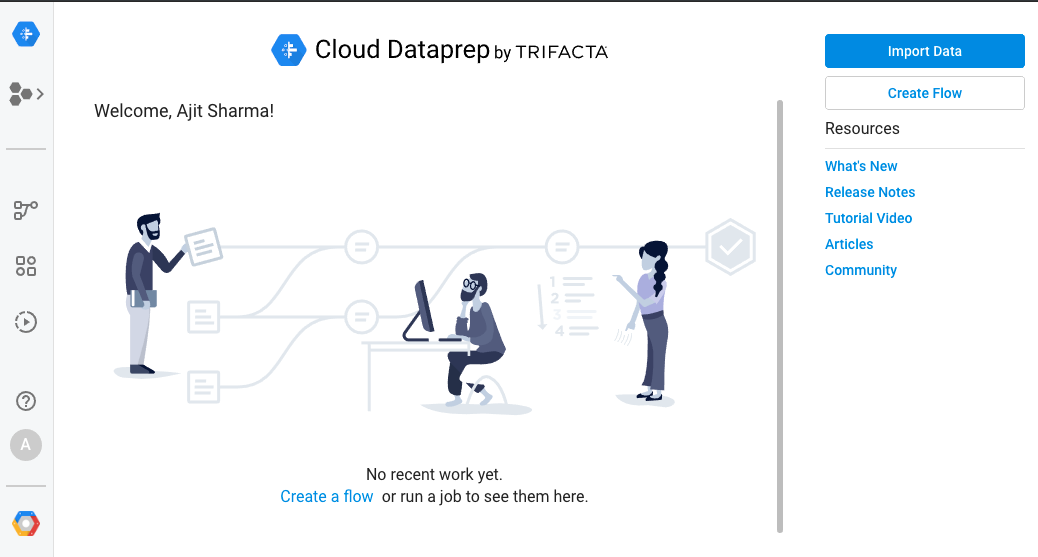 Cloud Dataprep by TRIFACTA
Welcome, Ajit Sharma!
1
2
3
4
No recent work yet.
Create a flow or run a job to see them here.
Import Data
Create Flow
Resources
What's New
Release Notes
Tutorial Video
Articles
Community
A